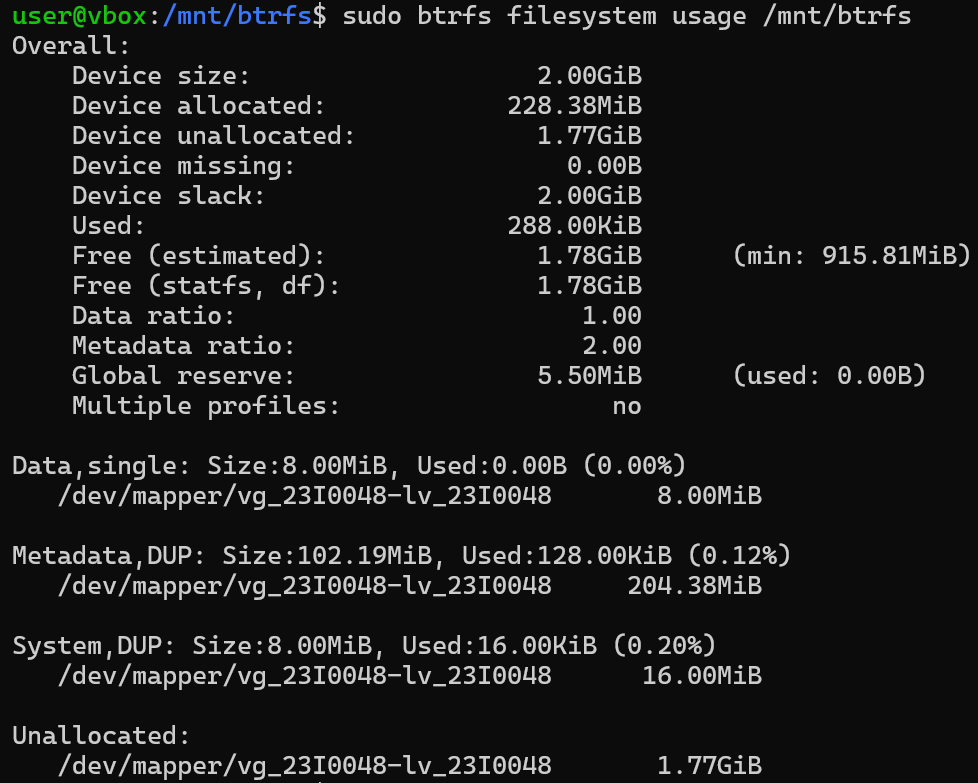 user@vbox:/mnt/btrfs$ sudo btrfs filesystem usage /mnt/btrfs
Overall:
    Device size:                   2.00GiB
    Device allocated:            228.38MiB
    Device unallocated:            1.77GiB
    Device missing:                  0.00B
    Device slack:                  2.00GiB
    Used:                        288.00KiB
    Free (estimated):              1.78GiB      (min: 915.81MiB)
    Free (statfs, df):             1.78GiB
    Data ratio:                       1.00
    Metadata ratio:                   2.00
    Global reserve:                5.50MiB      (used: 0.00B)
    Multiple profiles:                  no

Data,single: Size:8.00MiB, Used:0.00B (0.00%)
   /dev/mapper/vg_23I0048-lv_23I0048       8.00MiB

Metadata,DUP: Size:102.19MiB, Used:128.00KiB (0.12%)
   /dev/mapper/vg_23I0048-lv_23I0048     204.38MiB

System,DUP: Size:8.00MiB, Used:16.00KiB (0.20%)
   /dev/mapper/vg_23I0048-lv_23I0048      16.00MiB

Unallocated:
   /dev/mapper/vg_23I0048-lv_23I0048       1.77GiB